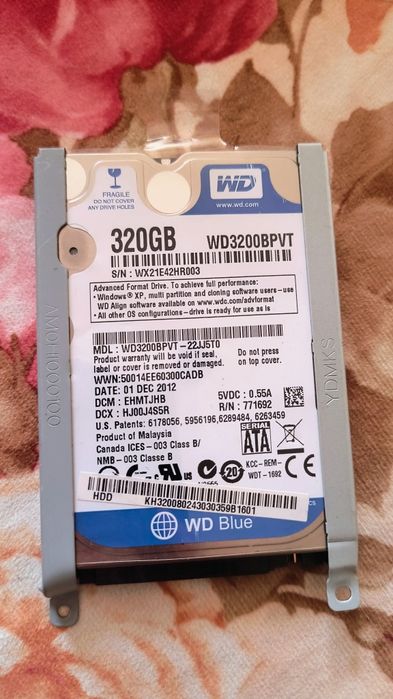 FRAGILE
DO NOT COVER
ANY DRIVE HOLES
WD
www.wd.com
320GB WD3200BPVT
S/N : WX21E42HR003
Advanced Format Drive. To achieve full performance:
• Windows® XP, multi partition and cloning software users - use
WD Align software available on www.wdc.com/advformat
• All other OS configurations – drive is ready for use as is
MDL : WD3200BPVT-22JJ5T0
Product warranty will be void if seal,
label or cover is removed or damaged.
Do not press
on top cover.
WWN:50014EE60300CADB
DATE: 01 DEC 2012
5VDC : 0.55A
DCM : EHMTJHB
R/N : 771692
DCX : HJ00J4S5R
U.S. Patents: 6178056, 5956196,6289484, 6263459
Product of Malaysia
Canada ICES - 003 Class B/
NMB - 003 Class B
SERIAL
ATA
KCC-REM-
WDT-1692
20
HDD
KH320080243030359B1601
WD Blue
YDMKS